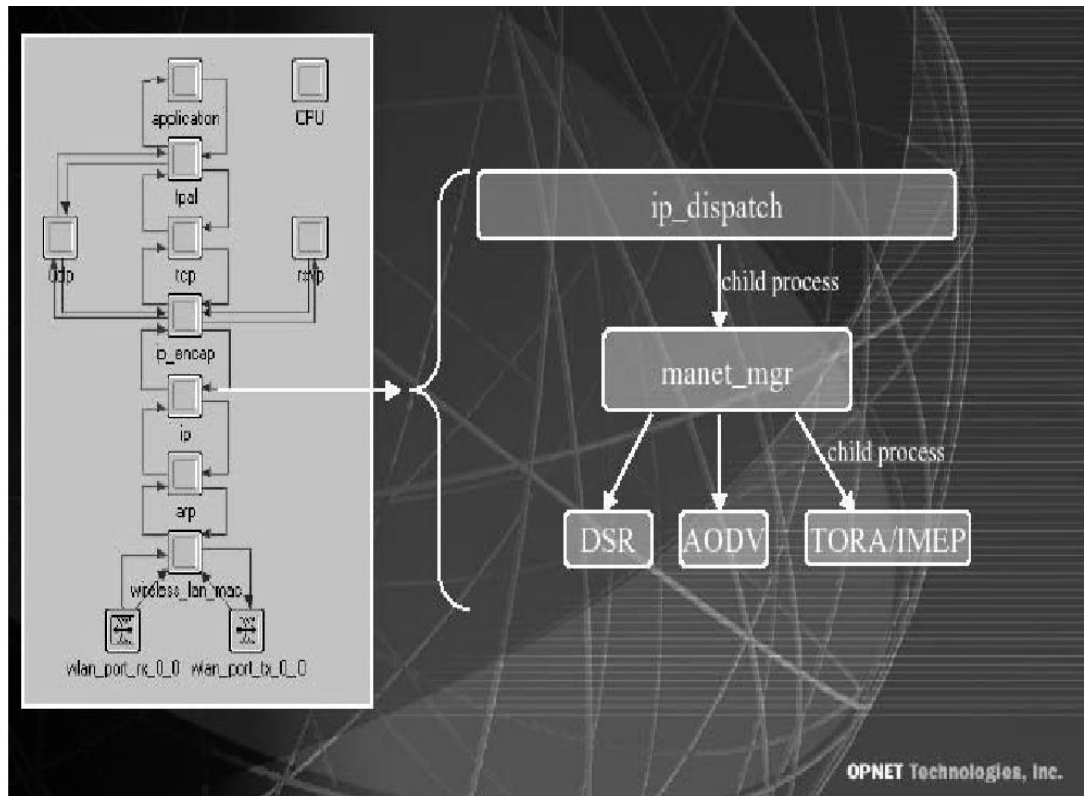 application
CPU
tpal
udp
tcp
rsvp
ip_encap
ip
arp
wireless_lan_mac
wlan_port_rx_0_0
wlan_port_tx_0_0
ip_dispatch
child process
manet_mgr
child process
DSR
AODV
TORA/IMEP
OPNET Technologies, Inc.